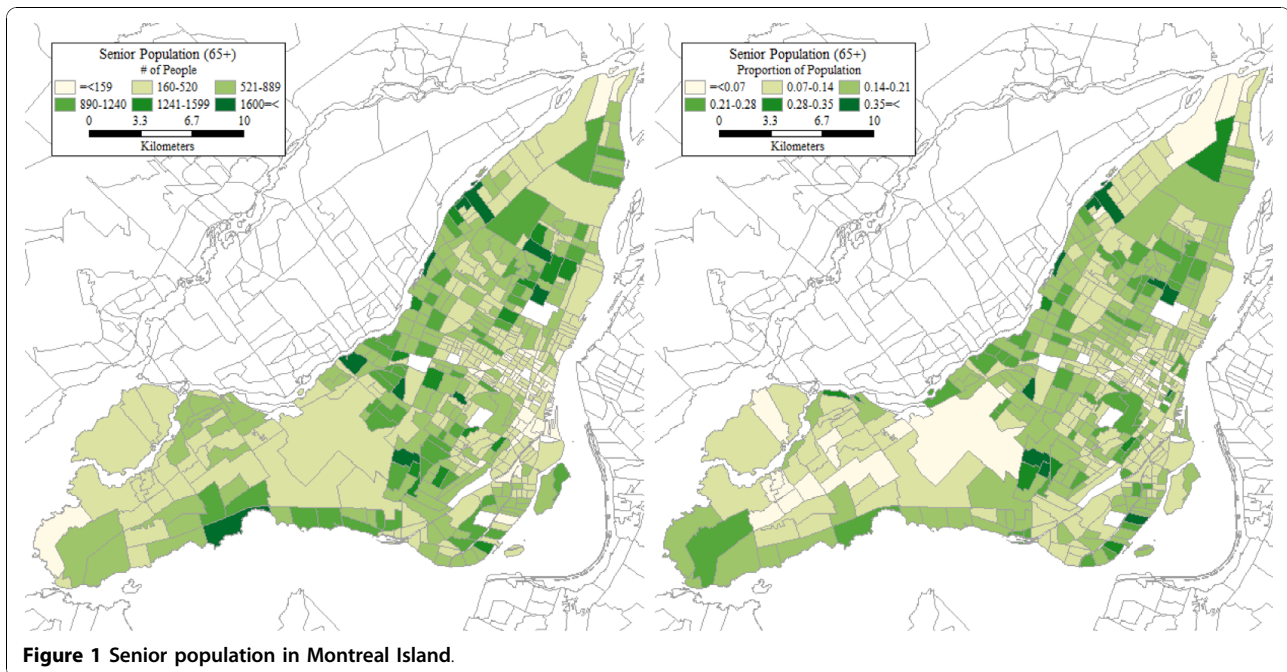 Senior Population (65+)
# of People
=<159 160-520 521-889
890-1240 1241-1599 1600=<
0 3.3 6.7 10
Kilometers
Senior Population (65+)
Proportion of Population
=<0.07 0.07-0.14 0.14-0.21
0.21-0.28 0.28-0.35 0.35=<
0 3.3 6.7 10
Kilometers
Figure 1 Senior population in Montreal Island.